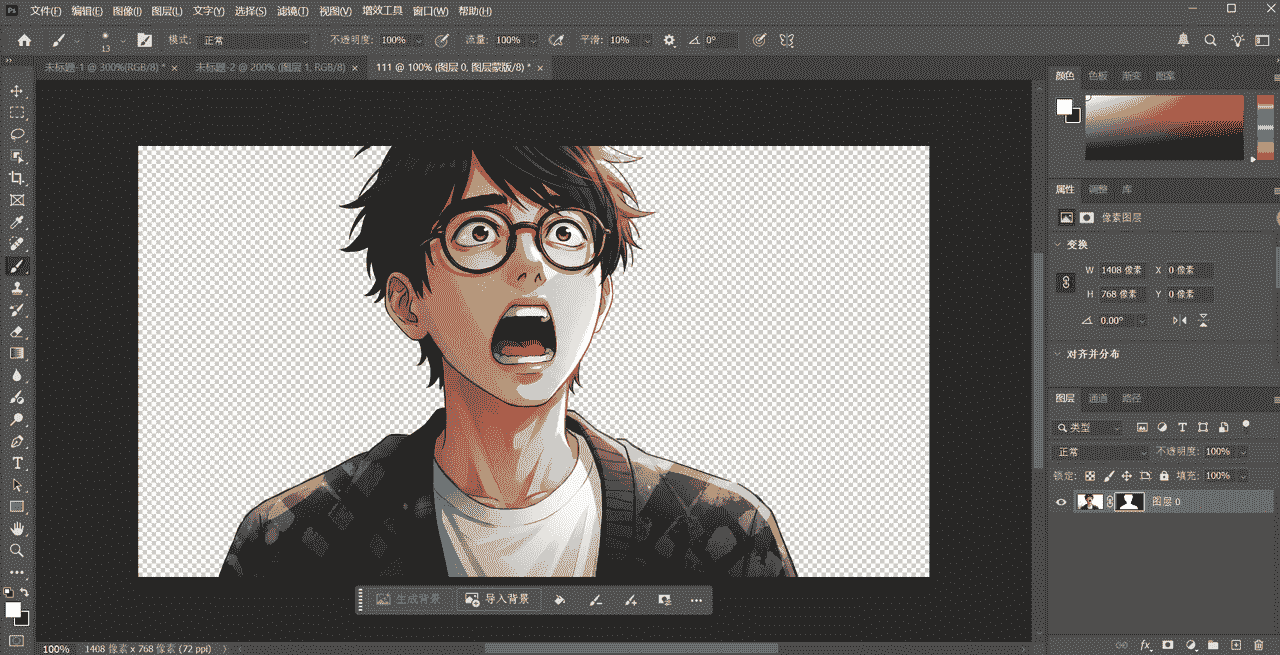 Ps 文件(F) 编辑(E) 图像(I) 图层(L) 文字(Y) 选择(S) 滤镜(T) 视图(V) 增效工具 窗口(W) 帮助(H)
13 模式: 正常 不透明度: 100% 流量: 100% 平滑: 10% 0°
未标题-1 @ 300%(RGB/8) * × 未标题-2 @ 200% (图层 1, RGB/8) × 111 @ 100% (图层 0, 图层蒙版/8) * ×
颜色 色板 渐变 图案
属性 调整 库
像素图层
变换
W 1408 像素 X 0 像素
H 768 像素 Y 0 像素
0.00°
对齐并分布
图层 通道 路径
类型
正常 不透明度: 100%
锁定: 填充: 100%
图层 0
生成背景 导入背景
100% 1408 像素 x 768 像素 (72 ppi)
fx